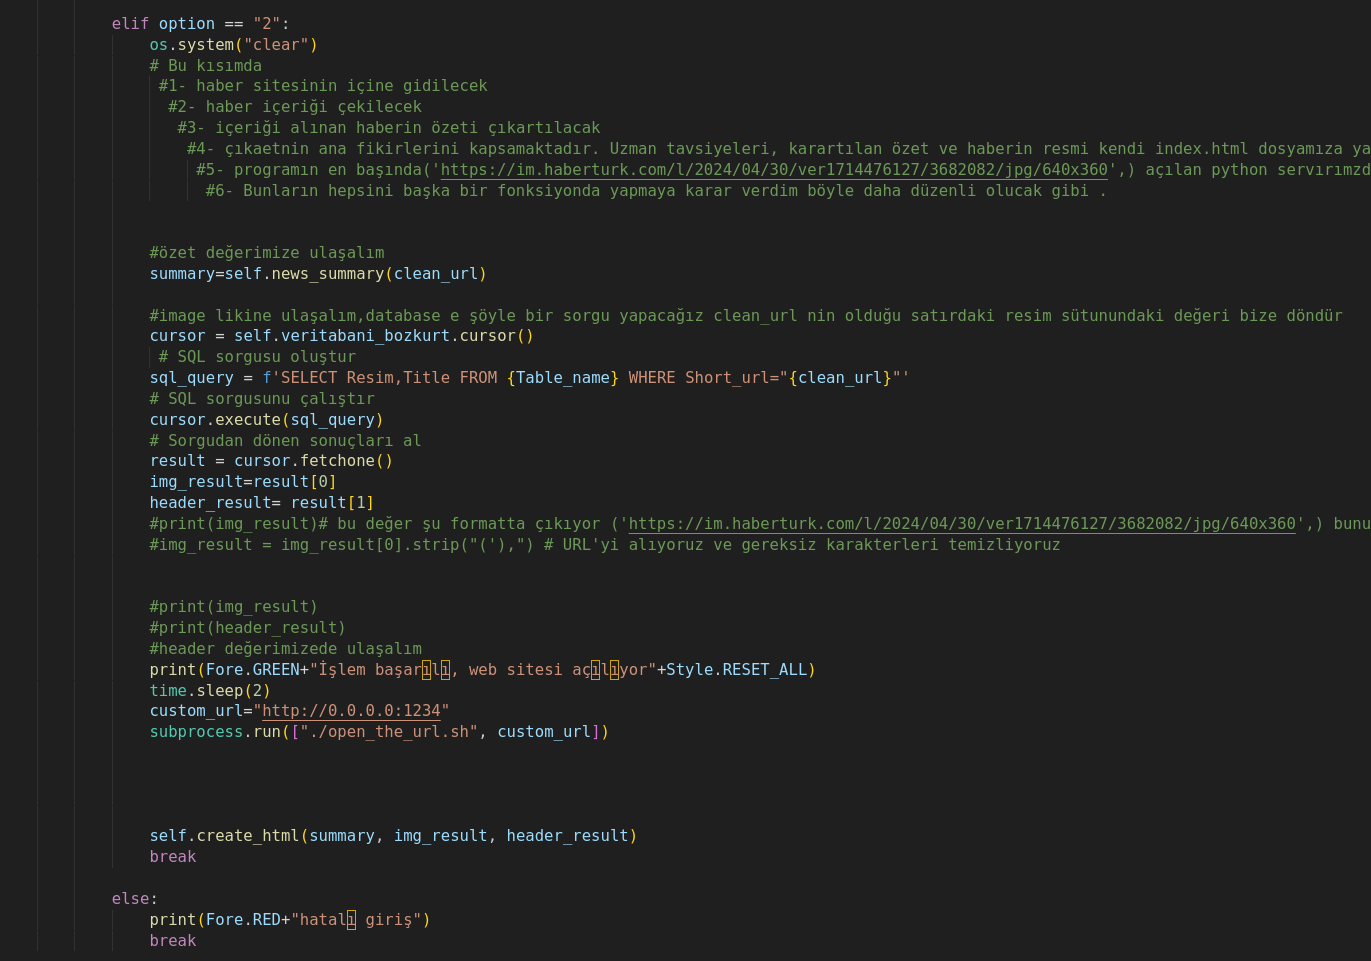 elif option == "2":
os.system("clear")
# Bu kısımda
#1- haber sitesinin içine gidilecek
#2- haber içeriği çekilecek
#3- içeriği alınan haberin özeti çıkartılacak
#4- çıkaetnin ana fikirlerini kapsamaktadır. Uzman tavsiyeleri, karartılan özet ve haberin resmi kendi index.html dosyamıza ya
#5- programın en başında('https://im.haberturk.com/l/2024/04/30/ver1714476127/3682082/jpg/640x360',) açılan python servırımzd
#6- Bunların hepsini başka bir fonksiyonda yapmaya karar verdim böyle daha düzenli olucak gibi .
#özet değerimize ulaşalım
summary=self.news_summary(clean_url)
#image likine ulaşalım,database e şöyle bir sorgu yapacağız clean_url nin olduğu satırdaki resim sütunundaki değeri bize döndür
cursor = self.veritabani_bozkurt.cursor()
# SQL sorgusu oluştur
sql_query = f'SELECT Resim,Title FROM {Table_name} WHERE Short_url="{clean_url}"'
# SQL sorgusunu çalıştır
cursor.execute(sql_query)
# Sorgudan dönen sonuçları al
result = cursor.fetchone()
img_result=result[0]
header_result= result[1]
#print(img_result)# bu değer şu formatta çıkıyor ('https://im.haberturk.com/l/2024/04/30/ver1714476127/3682082/jpg/640x360',) bunu
#img_result = img_result[0].strip("('),") # URL'yi alıyoruz ve gereksiz karakterleri temizliyoruz
#print(img_result)
#print(header_result)
#header değerimizede ulaşalım
print(Fore.GREEN+"İşlem başarılı, web sitesi açılıyor"+Style.RESET_ALL)
time.sleep(2)
custom_url="http://0.0.0.0:1234"
subprocess.run(["./open_the_url.sh", custom_url])
self.create_html(summary, img_result, header_result)
break
else:
print(Fore.RED+"hatalı giriş")
break